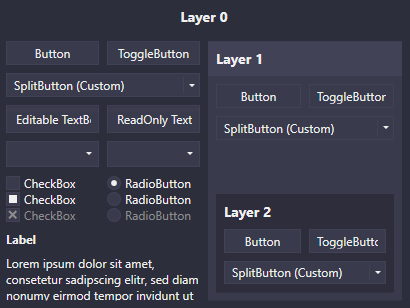 Layer 0
Button
ToggleButton
SplitButton (Custom)
Editable TextBo
ReadOnly Text
CheckBox
RadioButton
CheckBox
RadioButton
CheckBox
RadioButton
Label
Lorem ipsum dolor sit amet,
consetetur sadipscing elitr, sed diam
nonumy eirmod tempor invidunt ut
Layer 1
Button
ToggleButton
SplitButton (Custom)
Layer 2
Button
ToggleButto
SplitButton (Custom)